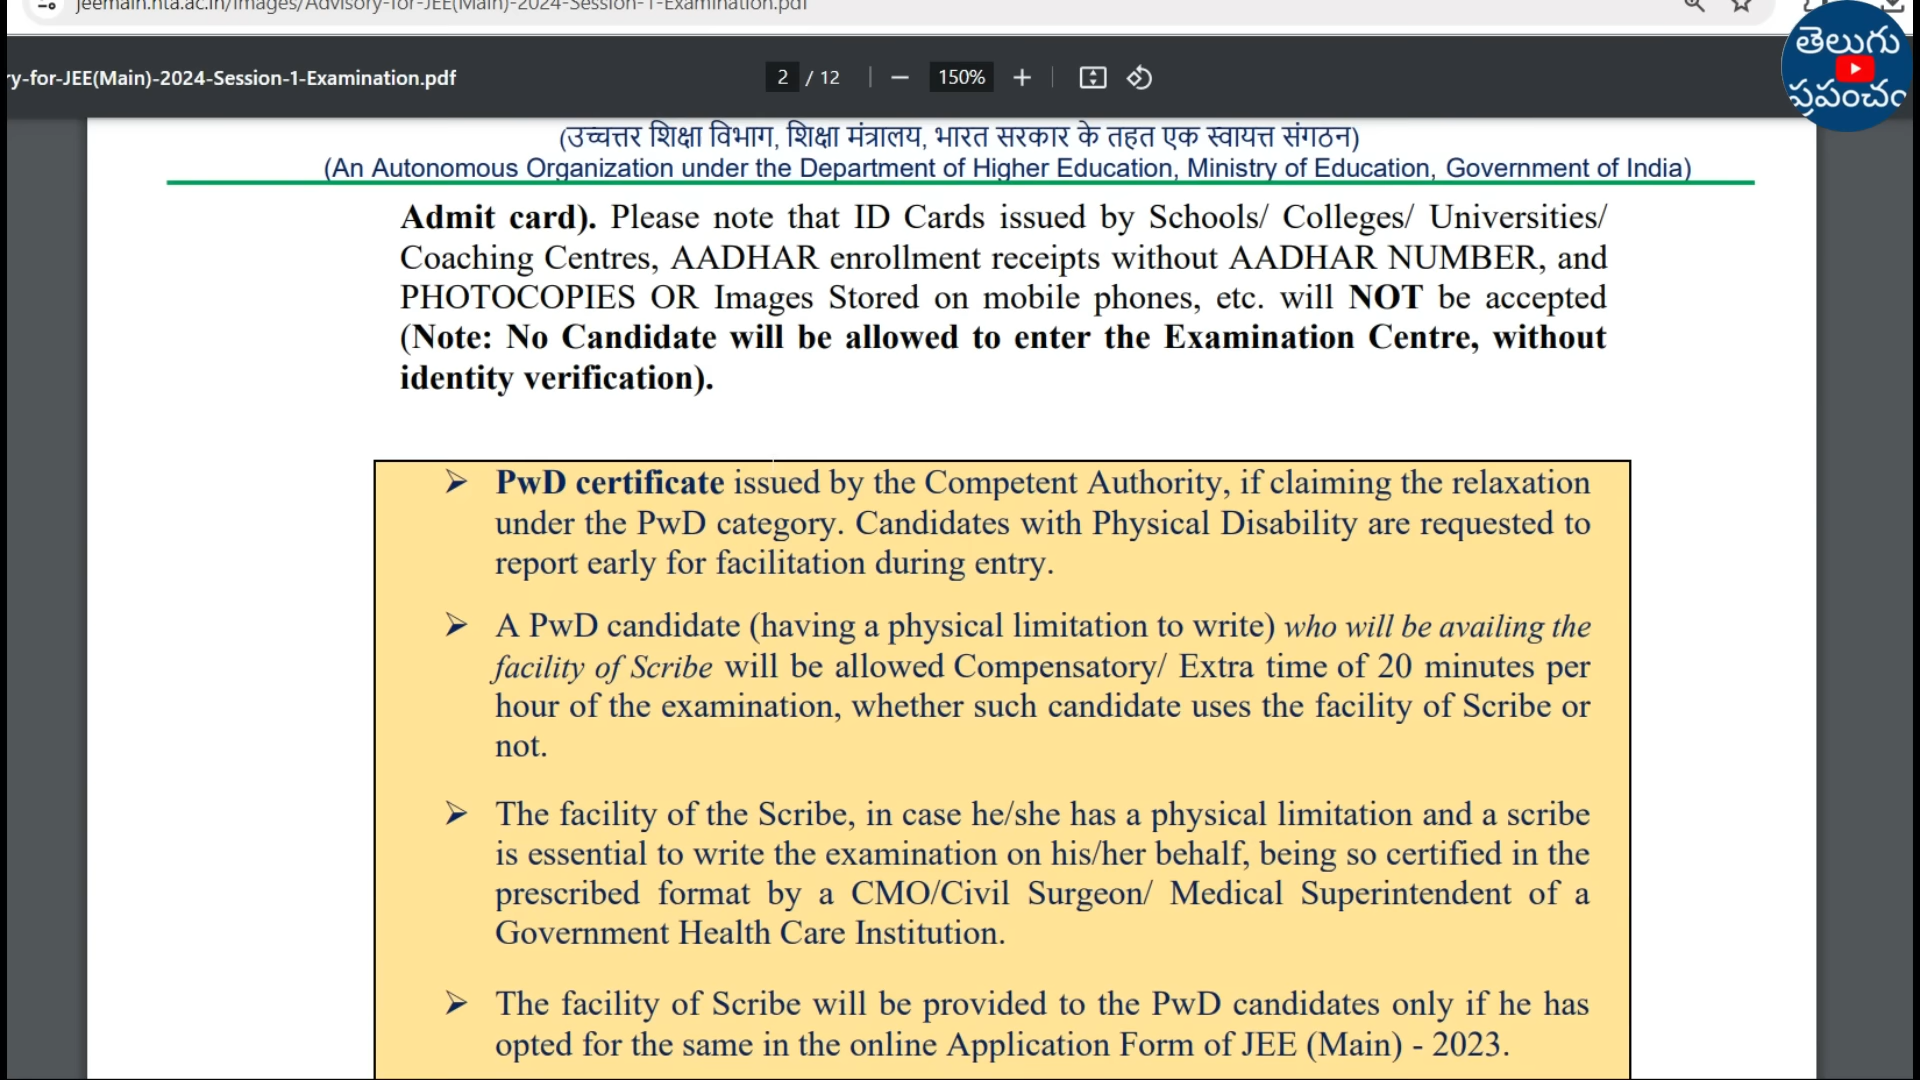 jeemain.nta.ac.in/images/Advisory-for-JEE(Main)-2024-Session-1-Examination.pdf
ry-for-JEE(Main)-2024-Session-1-Examination.pdf
2 / 12
150%
తెలుగు
ప్రపంచం
(उच्चत्तर शिक्षा विभाग, शिक्षा मंत्रालय, भारत सरकार के तहत एक स्वायत्त संगठन)
(An Autonomous Organization under the Department of Higher Education, Ministry of Education, Government of India)
Admit card). Please note that ID Cards issued by Schools/ Colleges/ Universities/
Coaching Centres, AADHAR enrollment receipts without AADHAR NUMBER, and
PHOTOCOPIES OR Images Stored on mobile phones, etc. will NOT be accepted
(Note: No Candidate will be allowed to enter the Examination Centre, without
identity verification).
➢ PwD certificate issued by the Competent Authority, if claiming the relaxation
under the PwD category. Candidates with Physical Disability are requested to
report early for facilitation during entry.
➢ A PwD candidate (having a physical limitation to write) who will be availing the
facility of Scribe will be allowed Compensatory/ Extra time of 20 minutes per
hour of the examination, whether such candidate uses the facility of Scribe or
not.
➢ The facility of the Scribe, in case he/she has a physical limitation and a scribe
is essential to write the examination on his/her behalf, being so certified in the
prescribed format by a CMO/Civil Surgeon/ Medical Superintendent of a
Government Health Care Institution.
➢ The facility of Scribe will be provided to the PwD candidates only if he has
opted for the same in the online Application Form of JEE (Main) - 2023.